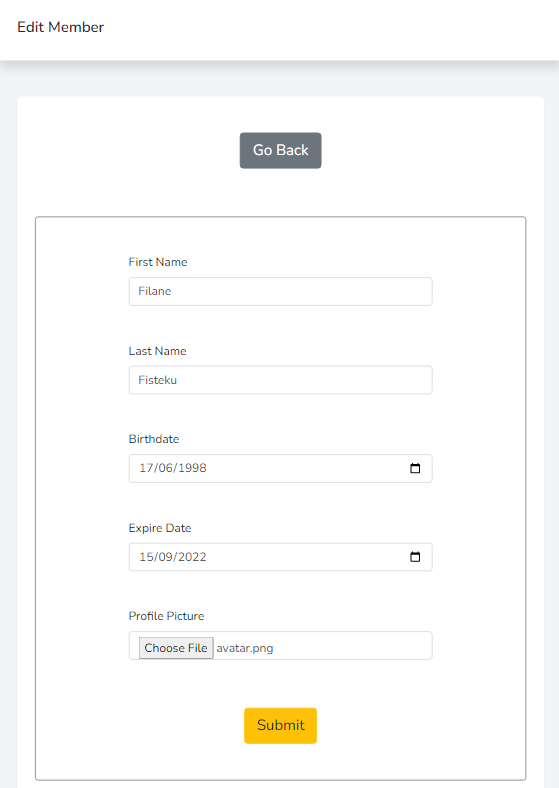 Edit Member
Go Back
First Name
Filane
Last Name
Fisteku
Birthdate
17/06/1998
Expire Date
15/09/2022
Profile Picture
Choose File avatar.png
Submit